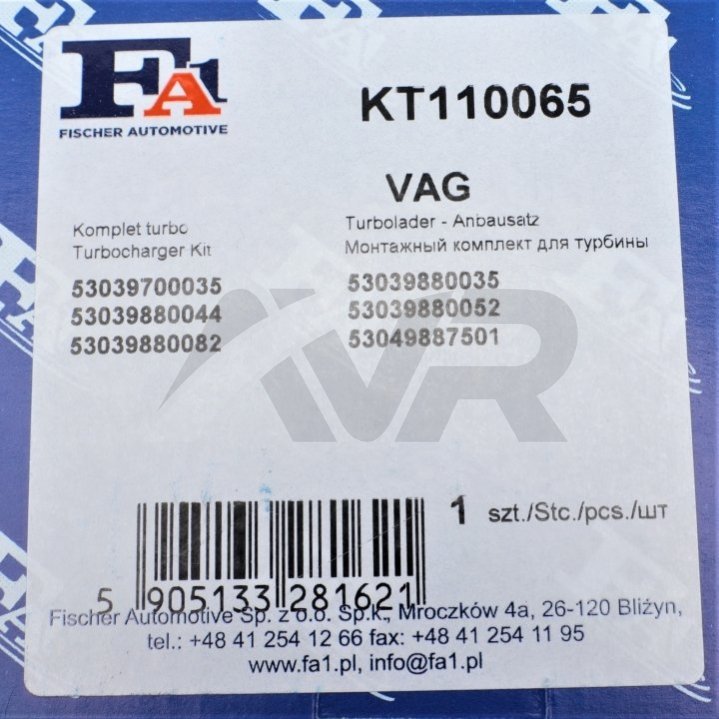 FA1
FISCHER AUTOMOTIVE
KT110065
VAG
Komplet turbo
Turbocharger Kit
Turbolader - Anbausatz
Монтажный комплект для турбины
53039700035
53039880044
53039880082
53039880035
53039880052
53049887501
VR
1 szt./Stc./pcs./шт
5 905133 281621
Fischer Automotive Sp. z o.o. Sp.k., Mroczków 4a, 26-120 Bliżyn,
tel.: +48 41 254 12 66 fax: +48 41 254 11 95
www.fa1.pl, info@fa1.pl